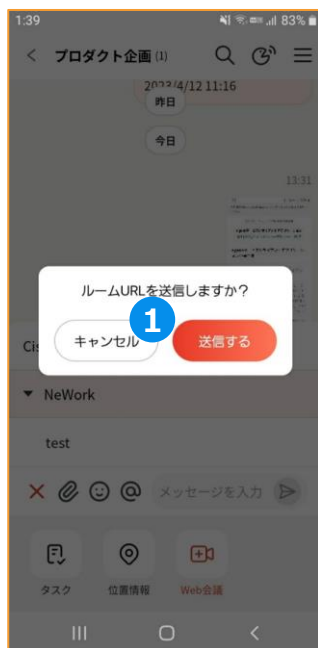 1:39 83%
プロダクト企画 (1)
2023/4/12 11:16
昨日
今日
13:31
ルームURLを送信しますか?
1
キャンセル 送信する
NeWork
test
@ メッセージを入力
タスク 位置情報 Web会議